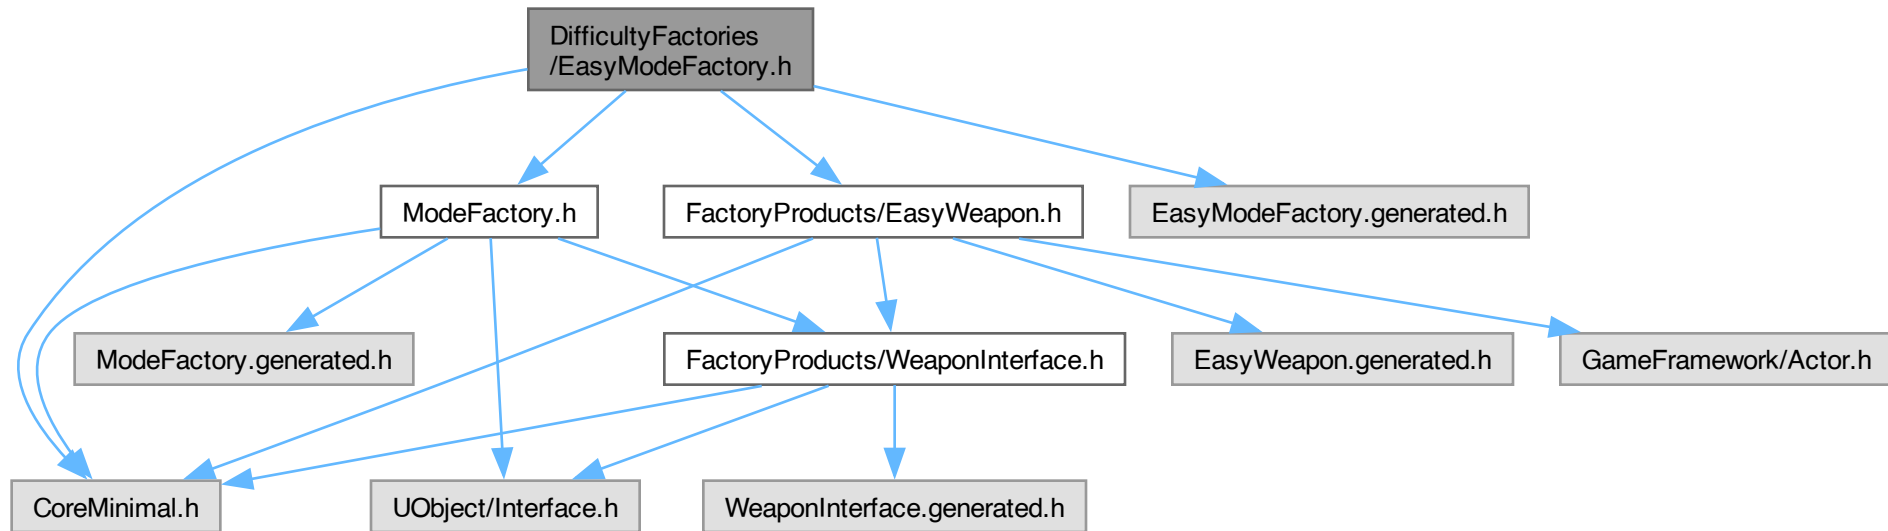 DifficultyFactories
/EasyModeFactory.h
ModeFactory.h
FactoryProducts/EasyWeapon.h
EasyModeFactory.generated.h
ModeFactory.generated.h
FactoryProducts/WeaponInterface.h
EasyWeapon.generated.h
GameFramework/Actor.h
CoreMinimal.h
UObject/Interface.h
WeaponInterface.generated.h